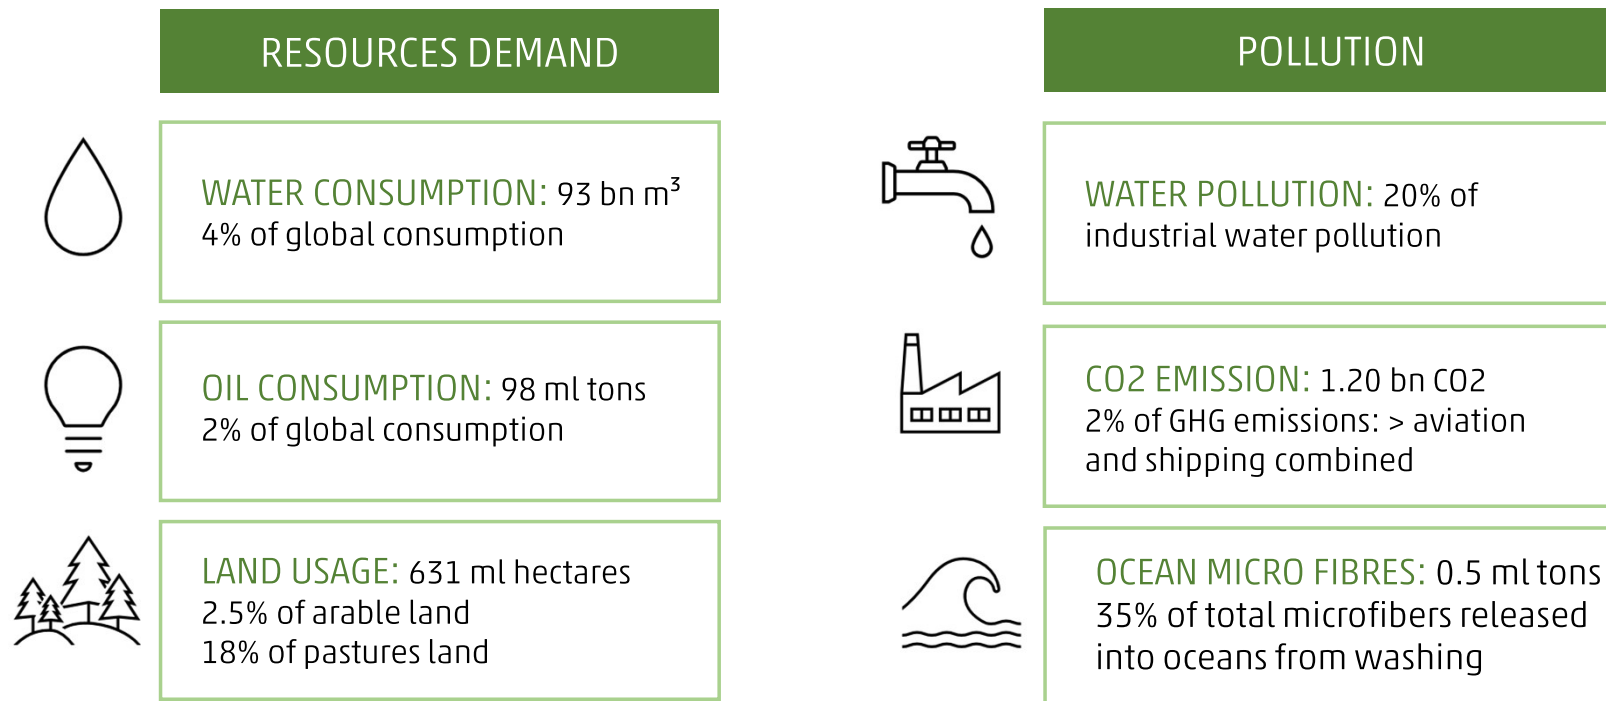 RESOURCES DEMAND
WATER CONSUMPTION: 93 bn m³
4% of global consumption
OIL CONSUMPTION: 98 ml tons
2% of global consumption
LAND USAGE: 631 ml hectares
2.5% of arable land
18% of pastures land
POLLUTION
WATER POLLUTION: 20% of
industrial water pollution
CO2 EMISSION: 1.20 bn CO2
2% of GHG emissions: > aviation
and shipping combined
OCEAN MICRO FIBRES: 0.5 ml tons
35% of total microfibers released
into oceans from washing